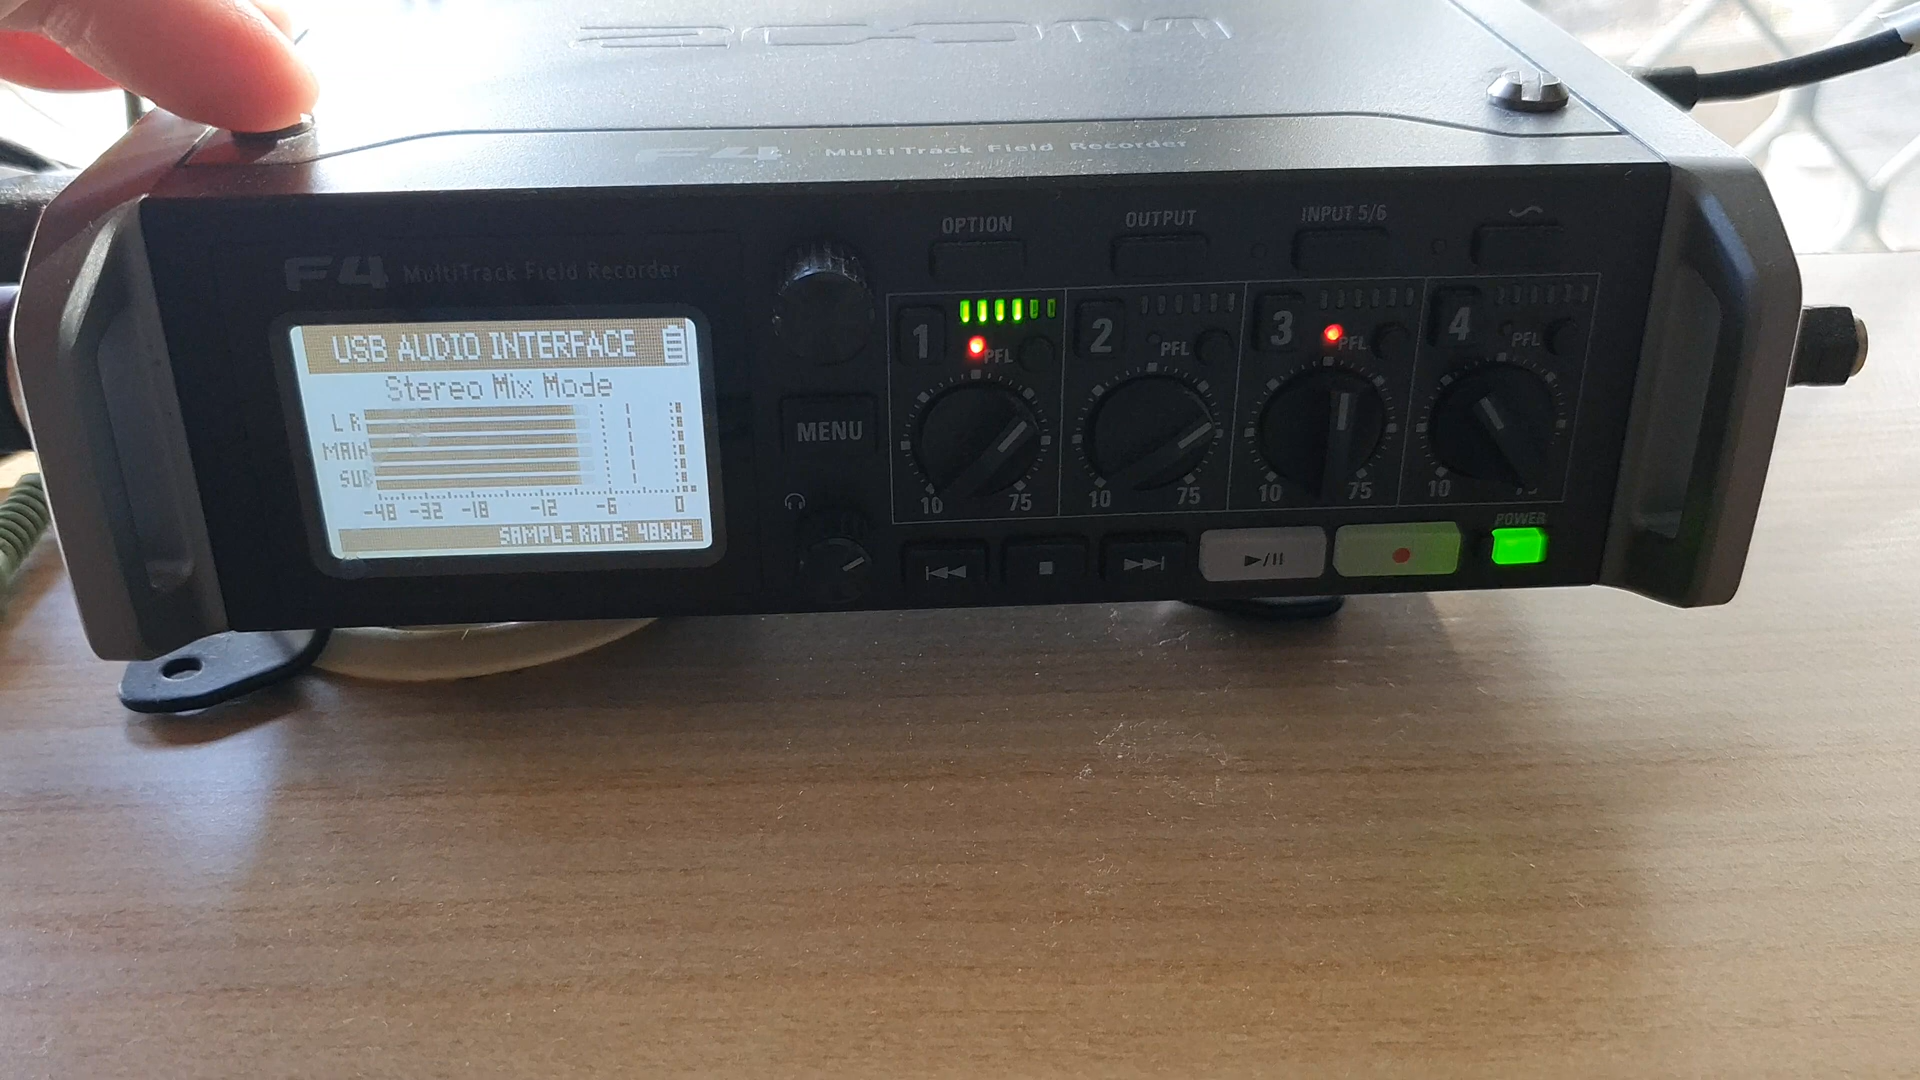 ZOOM
F4 MultiTrack Field Recorder
OPTION OUTPUT INPUT 5/6
F4 MultiTrack Field Recorder
USB AUDIO INTERFACE
Stereo Mix Mode
L R
MAIN
SUB
-48 -32 -18 -12 -6 0
SAMPLE RATE: 48kHz
MENU
1 PFL 2 PFL 3 PFL 4 PFL
10 75 10 75 10 75 10
POWER